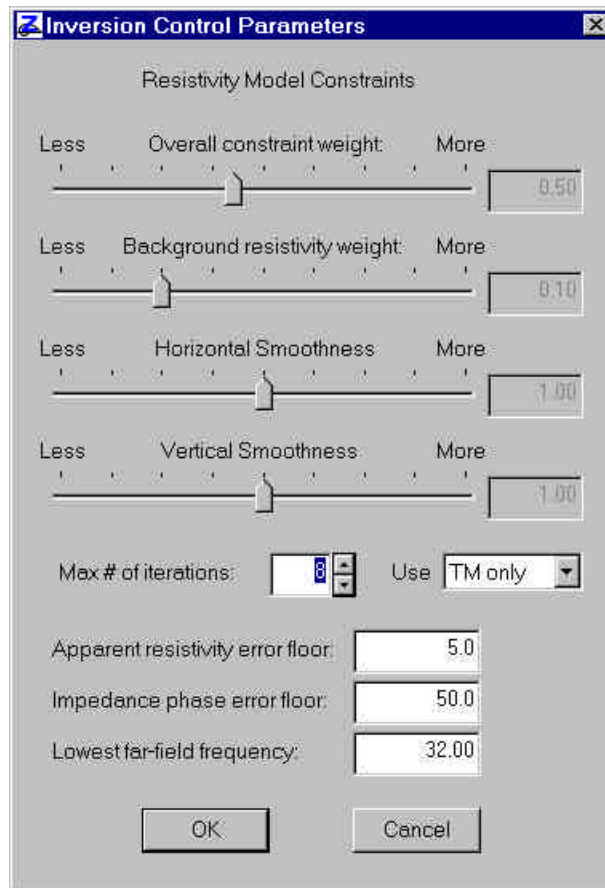 Inversion Control Parameters
Resistivity Model Constraints
Less Overall constraint weight: More
0.50
Less Background resistivity weight: More
0.10
Less Horizontal Smoothness More
1.00
Less Vertical Smoothness More
1.00
Max # of iterations: 8 Use TM only
Apparent resistivity error floor: 5.0
Impedance phase error floor: 50.0
Lowest far-field frequency: 32.00
OK Cancel